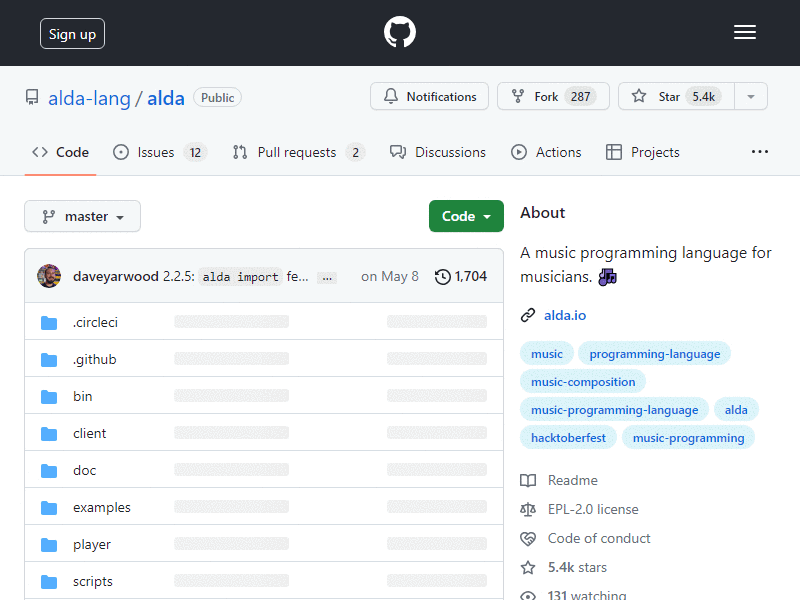 Sign up
alda-lang / alda Public
Notifications Fork 287 Star 5.4k
Code Issues 12 Pull requests 2 Discussions Actions Projects ...
master Code
daveyarwood 2.2.5: alda import fe... ... on May 8 1,704
.circleci
.github
bin
client
doc
examples
player
scripts
About
A music programming language for
musicians.
alda.io
music programming-language
music-composition
music-programming-language alda
hacktoberfest music-programming
Readme
EPL-2.0 license
Code of conduct
5.4k stars
131 watching